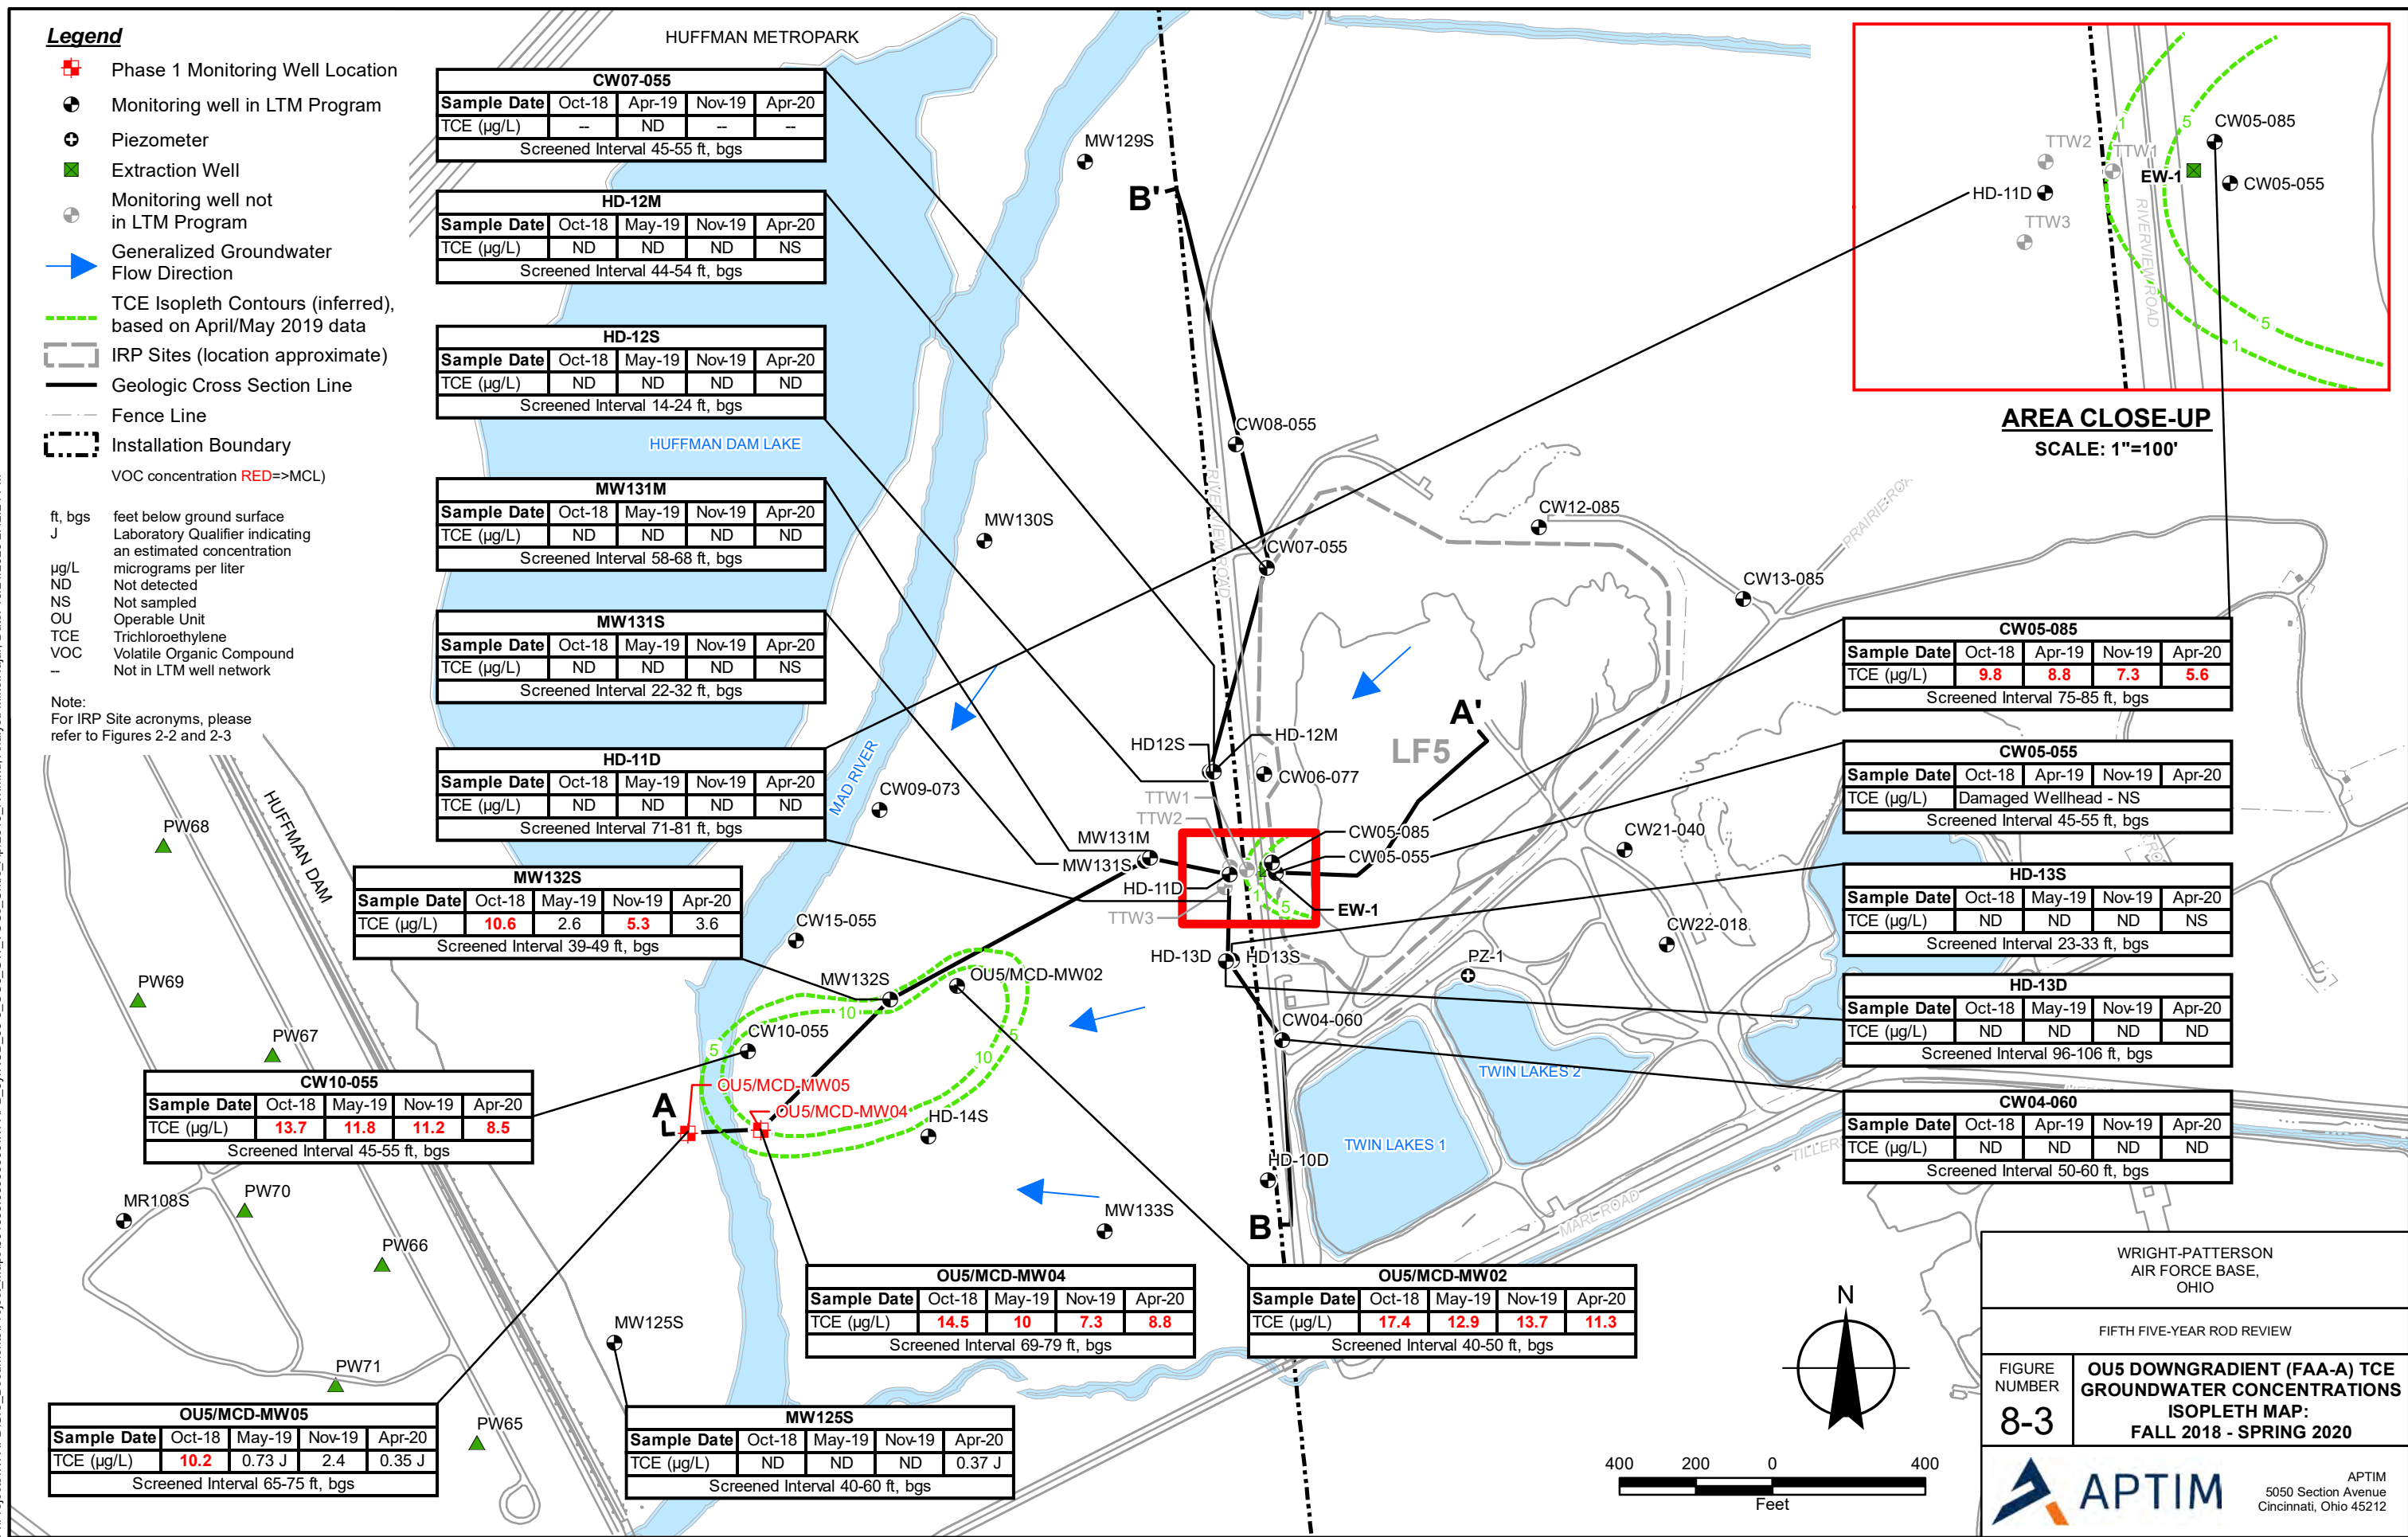 Legend
Phase 1 Monitoring Well Location
Monitoring well in LTM Program
Piezometer
Extraction Well
Monitoring well not
in LTM Program
Generalized Groundwater
Flow Direction
TCE Isopleth Contours (inferred),
based on April/May 2019 data
IRP Sites (location approximate)
Geologic Cross Section Line
Fence Line
Installation Boundary
VOC concentration RED=>MCL)
ft, bgs feet below ground surface
J Laboratory Qualifier indicating
an estimated concentration
µg/L micrograms per liter
ND Not detected
NS Not sampled
OU Operable Unit
TCE Trichloroethylene
VOC Volatile Organic Compound
-- Not in LTM well network
Note:
For IRP Site acronyms, please
refer to Figures 2-2 and 2-3
HUFFMAN METROPARK
CW07-055
Sample Date Oct-18 Apr-19 Nov-19 Apr-20
TCE (µg/L) -- ND -- --
Screened Interval 45-55 ft, bgs
HD-12M
Sample Date Oct-18 May-19 Nov-19 Apr-20
TCE (µg/L) ND ND ND NS
Screened Interval 44-54 ft, bgs
HD-12S
Sample Date Oct-18 May-19 Nov-19 Apr-20
TCE (µg/L) ND ND ND ND
Screened Interval 14-24 ft, bgs
HUFFMAN DAM LAKE
MW131M
Sample Date Oct-18 May-19 Nov-19 Apr-20
TCE (µg/L) ND ND ND ND
Screened Interval 58-68 ft, bgs
MW131S
Sample Date Oct-18 May-19 Nov-19 Apr-20
TCE (µg/L) ND ND ND NS
Screened Interval 22-32 ft, bgs
HD-11D
Sample Date Oct-18 May-19 Nov-19 Apr-20
TCE (µg/L) ND ND ND ND
Screened Interval 71-81 ft, bgs
MW132S
Sample Date Oct-18 May-19 Nov-19 Apr-20
TCE (µg/L) 10.6 2.6 5.3 3.6
Screened Interval 39-49 ft, bgs
CW10-055
Sample Date Oct-18 May-19 Nov-19 Apr-20
TCE (µg/L) 13.7 11.8 11.2 8.5
Screened Interval 45-55 ft, bgs
OU5/MCD-MW05
Sample Date Oct-18 May-19 Nov-19 Apr-20
TCE (µg/L) 10.2 0.73 J 2.4 0.35 J
Screened Interval 65-75 ft, bgs
MW125S
Sample Date Oct-18 May-19 Nov-19 Apr-20
TCE (µg/L) ND ND ND 0.37 J
Screened Interval 40-60 ft, bgs
OU5/MCD-MW04
Sample Date Oct-18 May-19 Nov-19 Apr-20
TCE (µg/L) 14.5 10 7.3 8.8
Screened Interval 69-79 ft, bgs
OU5/MCD-MW02
Sample Date Oct-18 May-19 Nov-19 Apr-20
TCE (µg/L) 17.4 12.9 13.7 11.3
Screened Interval 40-50 ft, bgs
CW05-085
Sample Date Oct-18 Apr-19 Nov-19 Apr-20
TCE (µg/L) 9.8 8.8 7.3 5.6
Screened Interval 75-85 ft, bgs
CW05-055
Sample Date Oct-18 Apr-19 Nov-19 Apr-20
TCE (µg/L) Damaged Wellhead - NS
Screened Interval 45-55 ft, bgs
HD-13S
Sample Date Oct-18 May-19 Nov-19 Apr-20
TCE (µg/L) ND ND ND NS
Screened Interval 23-33 ft, bgs
HD-13D
Sample Date Oct-18 May-19 Nov-19 Apr-20
TCE (µg/L) ND ND ND ND
Screened Interval 96-106 ft, bgs
CW04-060
Sample Date Oct-18 Apr-19 Nov-19 Apr-20
TCE (µg/L) ND ND ND ND
Screened Interval 50-60 ft, bgs
MW129S
B'
CW08-055
RIVERVIEW ROAD
MW130S
CW07-055
CW12-085
PRAIRIE
CW13-085
A'
LF5
HD12S
HD-12M
CW06-077
TTW1
TTW2
MAD RIVER
CW09-073
MW131M
MW131S
CW05-085
CW05-055
HD-11D
1
5
EW-1
TTW3
CW21-040
CW22-018
CW15-055
HD-13D
HD13S
PZ-1
MW132S
OU5/MCD-MW02
10
CW10-055
5
10
5
CW04-060
TWIN LAKES 2
TWIN LAKES 1
OU5/MCD-MW05
OU5/MCD-MW04
A
HD-14S
HD-10D
B
MW133S
MARL ROAD
HUFFMAN DAM
PW68
PW69
PW67
MR108S
PW70
PW66
PW71
PW65
MW125S
TTW2
TTW1
HD-11D
TTW3
EW-1
CW05-085
CW05-055
1
5
5
1
RIVERVIEW ROAD
AREA CLOSE-UP
SCALE: 1"=100'
N
400 200 0 400
Feet
WRIGHT-PATTERSON
AIR FORCE BASE,
OHIO
FIFTH FIVE-YEAR ROD REVIEW
FIGURE
NUMBER
8-3
OU5 DOWNGRADIENT (FAA-A) TCE
GROUNDWATER CONCENTRATIONS
ISOPLETH MAP:
FALL 2018 - SPRING 2020
APTIM
APTIM
5050 Section Avenue
Cincinnati, Ohio 45212